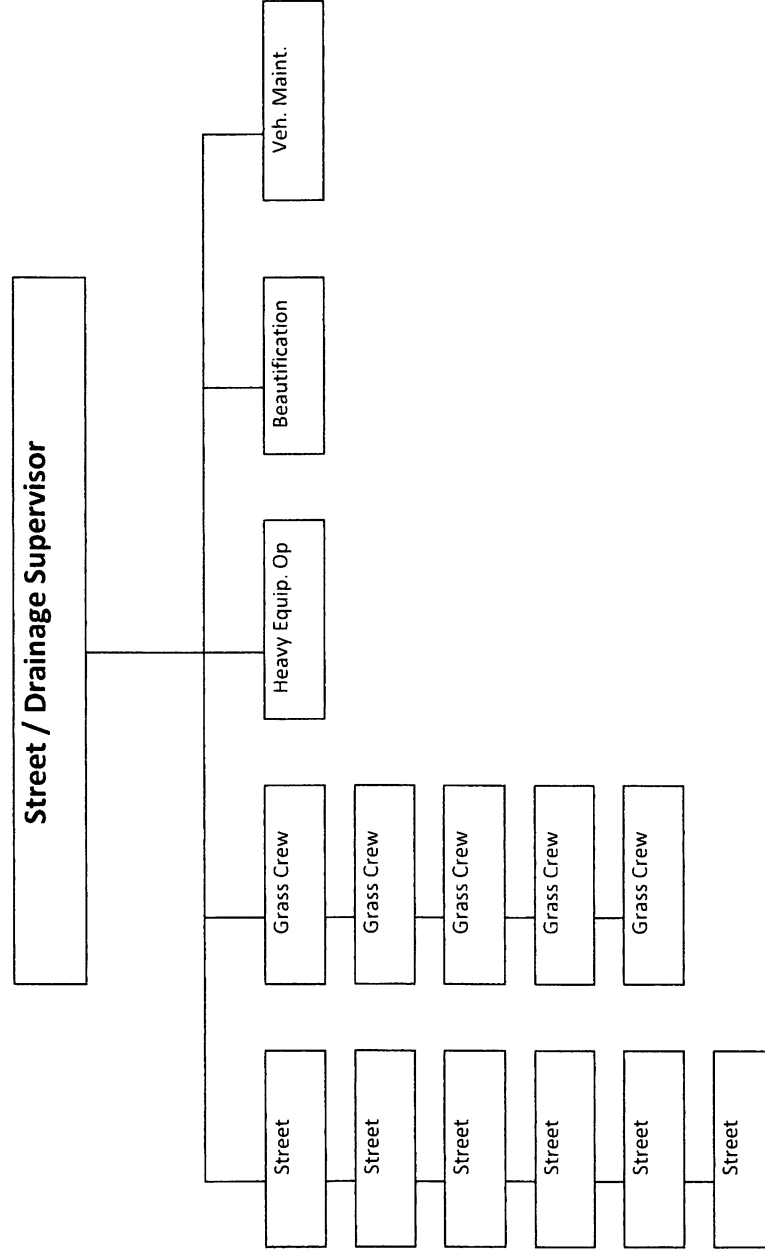 Street / Drainage Supervisor
Street
Grass Crew
Heavy Equip. Op
Beautification
Veh. Maint.
Street
Grass Crew
Street
Grass Crew
Street
Grass Crew
Street
Grass Crew
Street